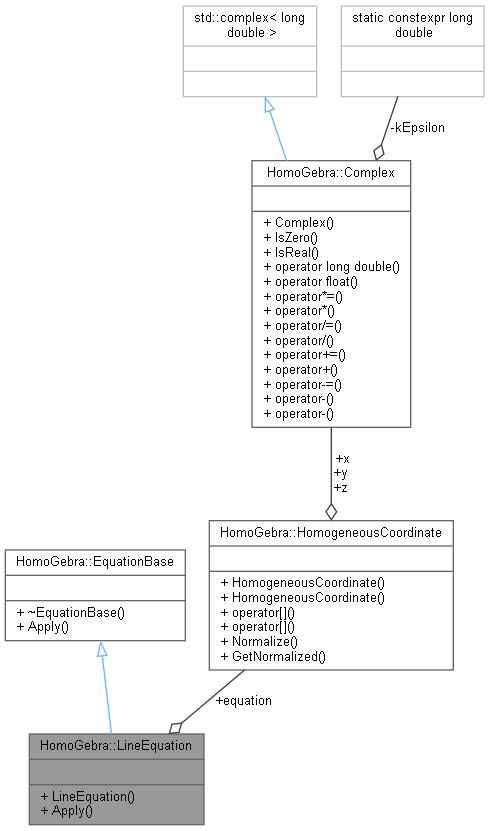 std::complex< long
double >
static constexpr long
double
-kEpsilon
HomoGebra::Complex
+ Complex()
+ IsZero()
+ IsReal()
+ operator long double()
+ operator float()
+ operator*=()
+ operator*()
+ operator/=()
+ operator/()
+ operator+=()
+ operator+()
+ operator-=()
+ operator-()
+ operator-()
+x
+y
+z
HomoGebra::HomogeneousCoordinate
+ HomogeneousCoordinate()
+ HomogeneousCoordinate()
+ operator[]()
+ operator[]()
+ Normalize()
+ GetNormalized()
HomoGebra::EquationBase
+ ~EquationBase()
+ Apply()
+equation
HomoGebra::LineEquation
+ LineEquation()
+ Apply()